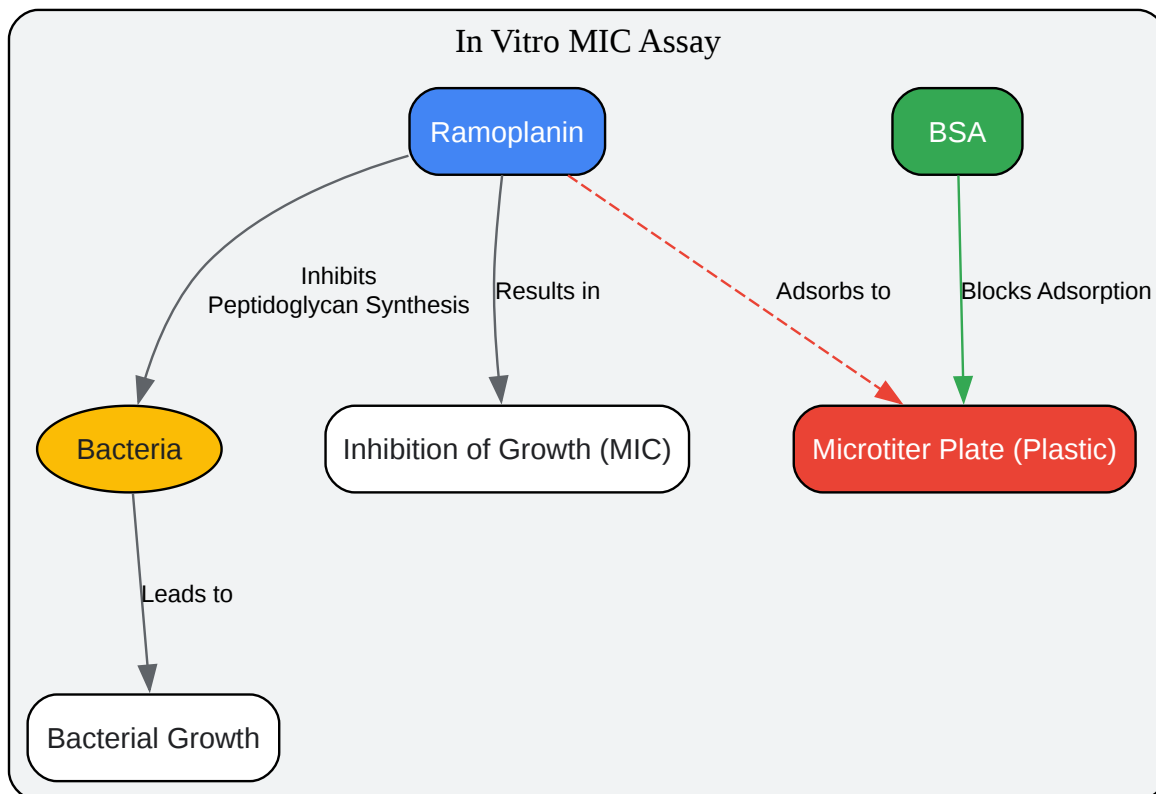 In Vitro MIC Assay
Ramoplanin
BSA
Inhibits
Peptidoglycan Synthesis
Results in
Adsorbs to
Blocks Adsorption
Bacteria
Inhibition of Growth (MIC)
Microtiter Plate (Plastic)
Leads to
Bacterial Growth